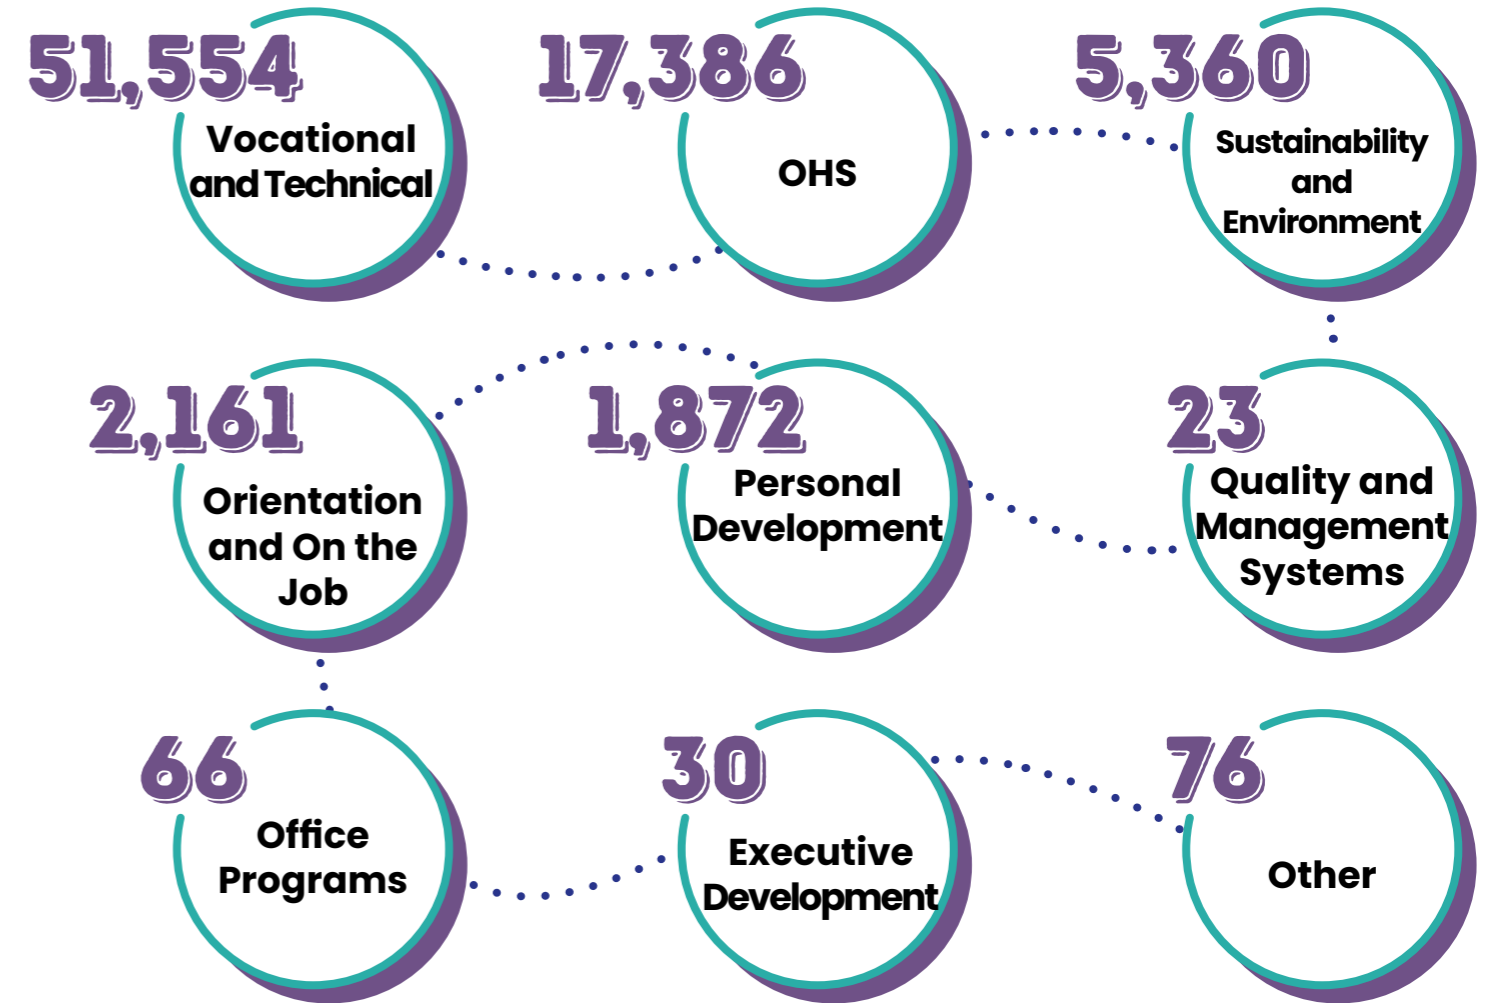 51,554
Vocational
and Technical
17,386
OHS
5,360
Sustainability
and
Environment
2,161
Orientation
and On the
Job
1,872
Personal
Development
23
Quality and
Management
Systems
66
Office
Programs
30
Executive
Development
76
Other